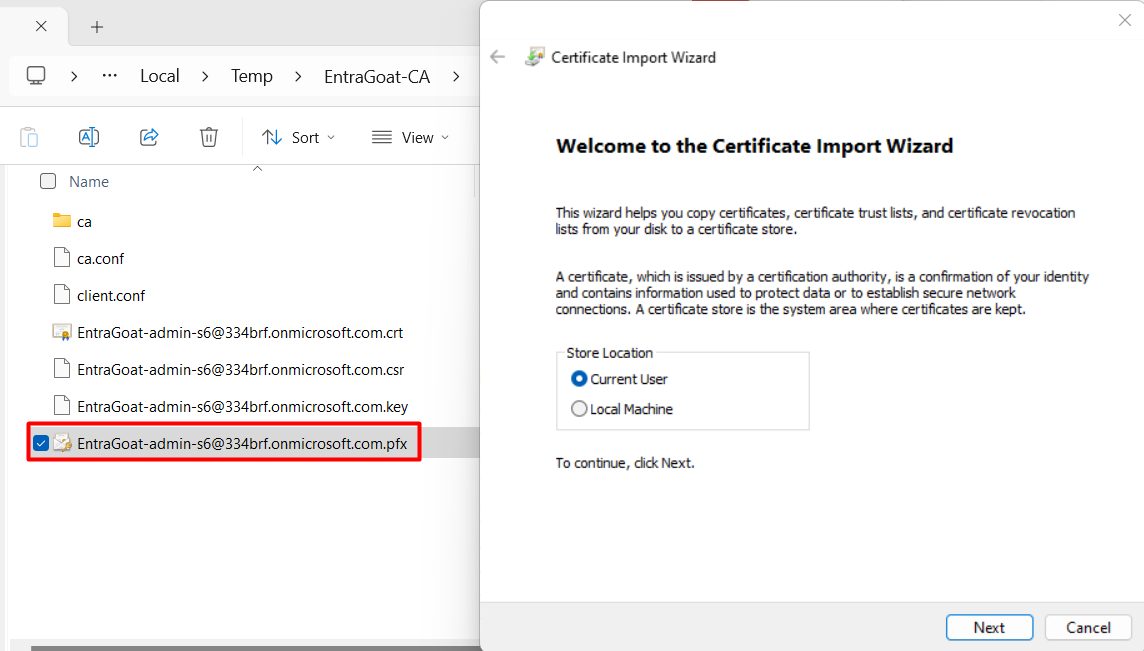 Local
Temp
EntraGoat-CA
Sort
View
Name
ca
ca.conf
client.conf
EntraGoat-admin-s6@334brf.onmicrosoft.com.crt
EntraGoat-admin-s6@334brf.onmicrosoft.com.csr
EntraGoat-admin-s6@334brf.onmicrosoft.com.key
EntraGoat-admin-s6@334brf.onmicrosoft.com.pfx
Certificate Import Wizard
Welcome to the Certificate Import Wizard
This wizard helps you copy certificates, certificate trust lists, and certificate revocation
lists from your disk to a certificate store.
A certificate, which is issued by a certification authority, is a confirmation of your identity
and contains information used to protect data or to establish secure network
connections. A certificate store is the system area where certificates are kept.
Store Location
Current User
Local Machine
To continue, click Next.
Next
Cancel